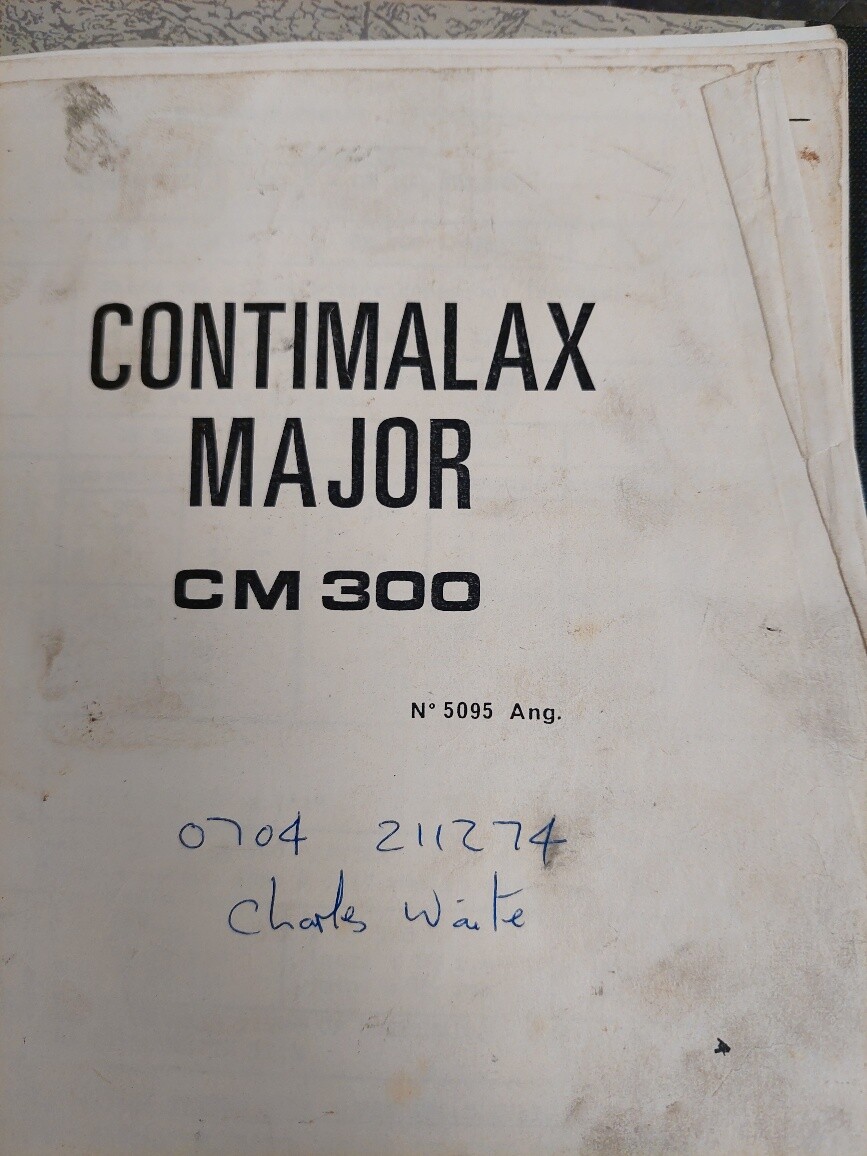 CONTIMALAX
MAJOR
CM 300
N° 5095 Ang.
0704 211274
Charles Waite